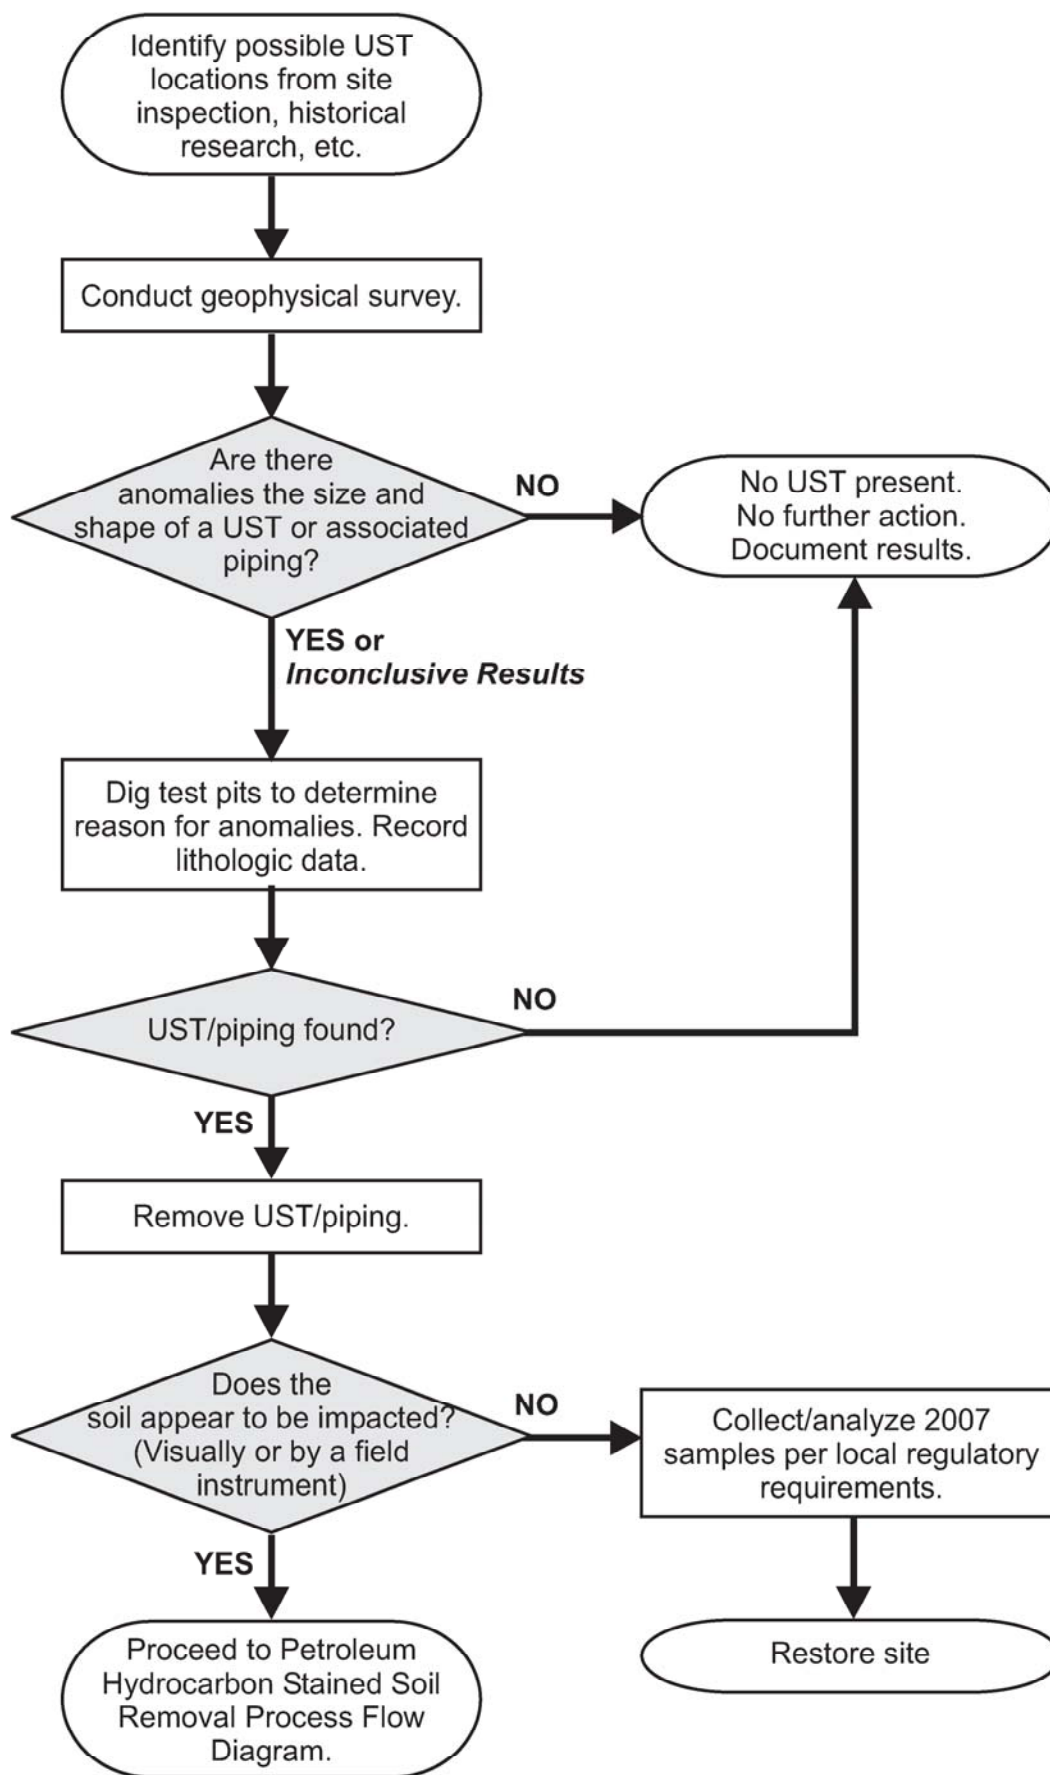 Identify possible UST
locations from site
inspection, historical
research, etc.
Conduct geophysical survey.
Are there
anomalies the size and
shape of a UST or associated
piping?
NO
No UST present.
No further action.
Document results.
YES or
Inconclusive Results
Dig test pits to determine
reason for anomalies. Record
lithologic data.
UST/piping found?
NO
YES
Remove UST/piping.
Does the
soil appear to be impacted?
(Visually or by a field
instrument)
NO
Collect/analyze 2007
samples per local regulatory
requirements.
YES
Proceed to Petroleum
Hydrocarbon Stained Soil
Removal Process Flow
Diagram.
Restore site